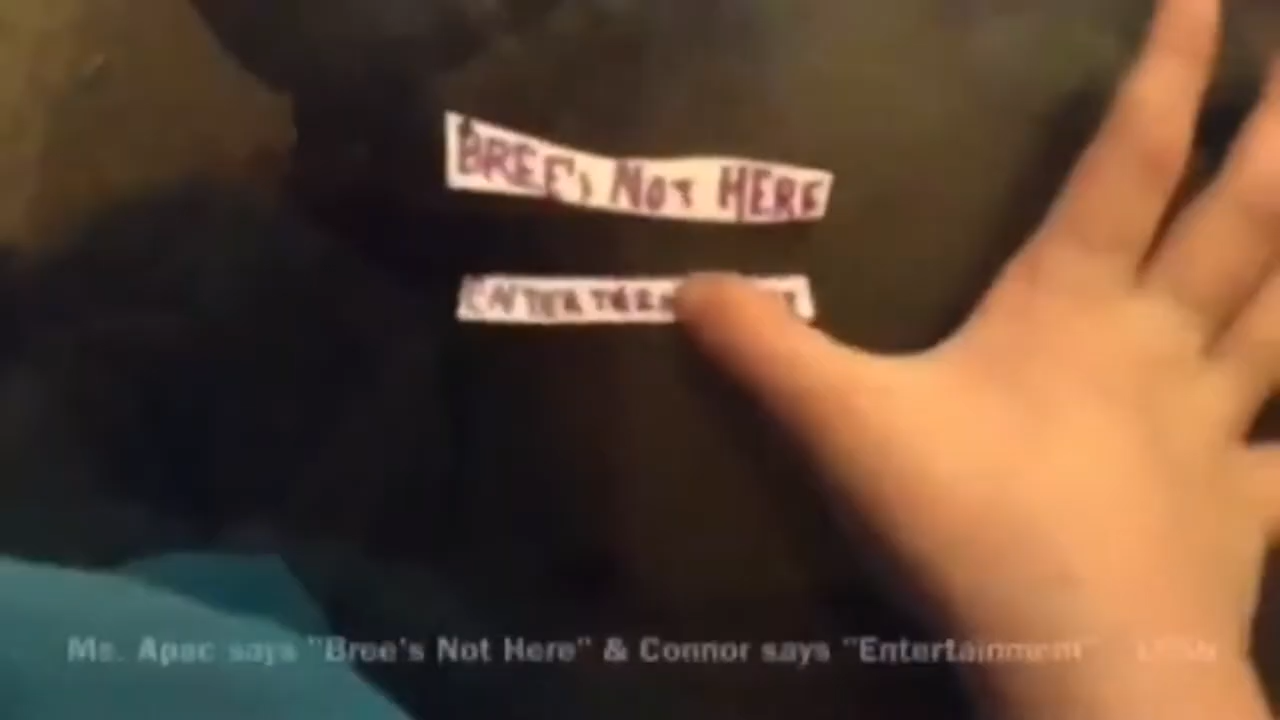 BREE's NOT HERE
Ms. Apac says "Bree's Not Here" & Connor says "Entertainment"